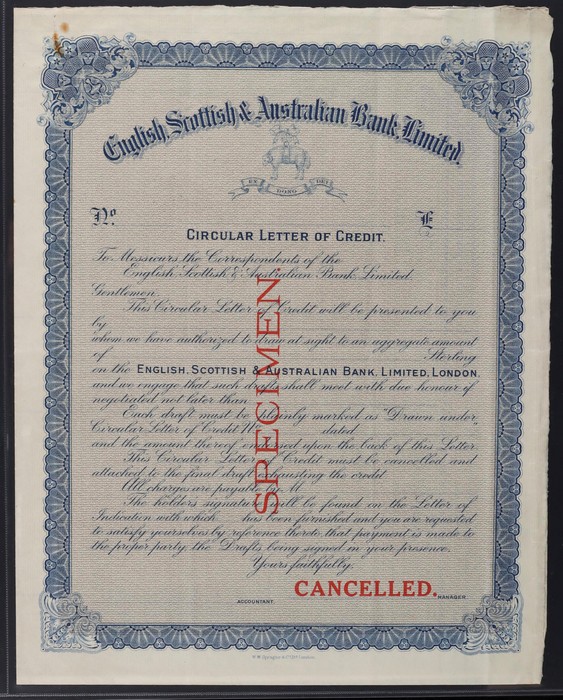 English, Scottish & Australian Bank, Limited.
EX DONO DEI
No. £
CIRCULAR LETTER OF CREDIT.
To Messieurs the Correspondents of the
English Scottish & Australian Bank Limited.
Gentlemen,
This Circular Letter of Credit will be presented to you
by
whom we have authorized to draw at sight to an aggregate amount
of Sterling
on the ENGLISH, SCOTTISH & AUSTRALIAN BANK, LIMITED, LONDON,
and we engage that such drafts shall meet with due honour if
negotiated not later than
Each draft must be plainly marked as "Drawn under
Circular Letter of Credit No. dated
and the amount thereof endorsed upon the back of this Letter.
This Circular Letter of Credit must be cancelled and
attached to the final draft exhausting the credit
All charges are payable by M
The holders signature will be found on the Letter of
Indication with which has been furnished and you are requested
to satisfy yourselves by reference thereto that payment is made to
the proper party, the Drafts being signed in your presence.
Yours faithfully,
SPECIMEN
CANCELLED.
ACCOUNTANT. MANAGER.